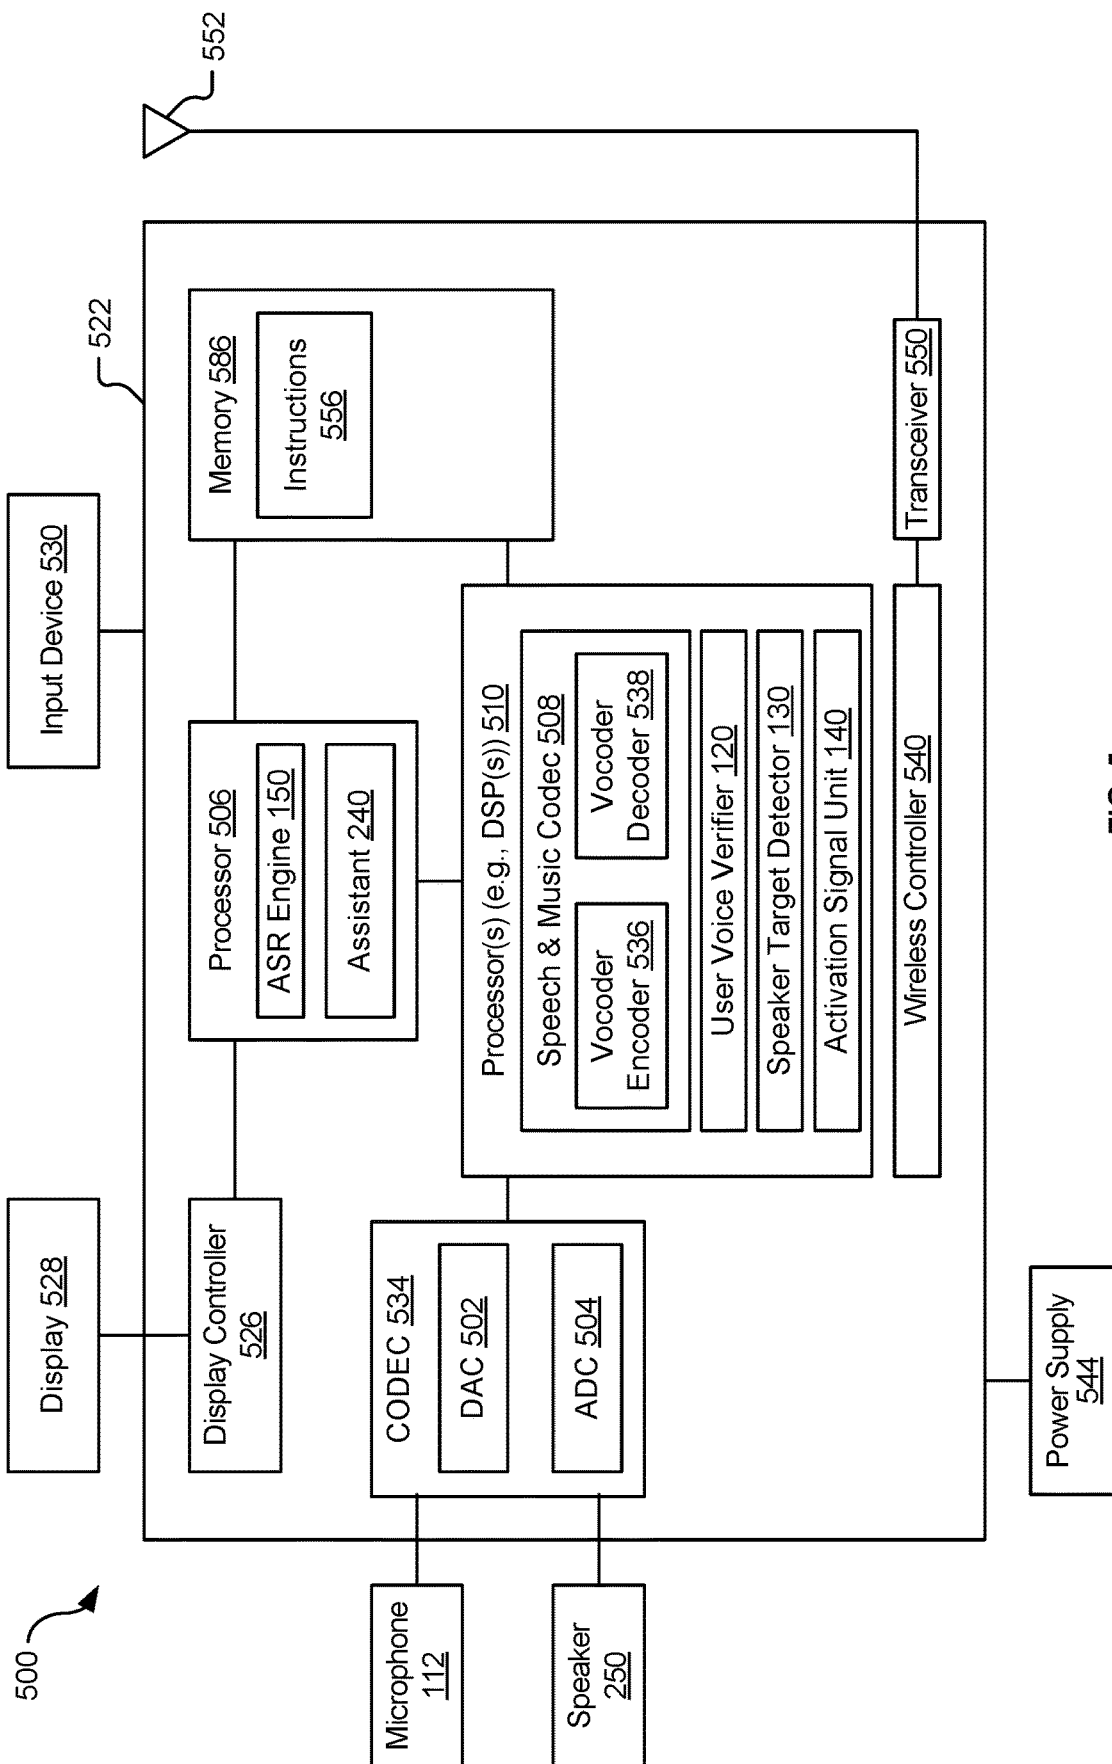 500
Display 528
Input Device 530
522
552
Display Controller
526
Processor 506
ASR Engine 150
Assistant 240
Memory 586
Instructions
556
Microphone
112
Speaker
250
CODEC 534
DAC 502
ADC 504
Processor(s) (e.g., DSP(s)) 510
Speech & Music Codec 508
Vocoder
Encoder 536
Vocoder
Decoder 538
User Voice Verifier 120
Speaker Target Detector 130
Activation Signal Unit 140
Wireless Controller 540
Transceiver 550
Power Supply
544